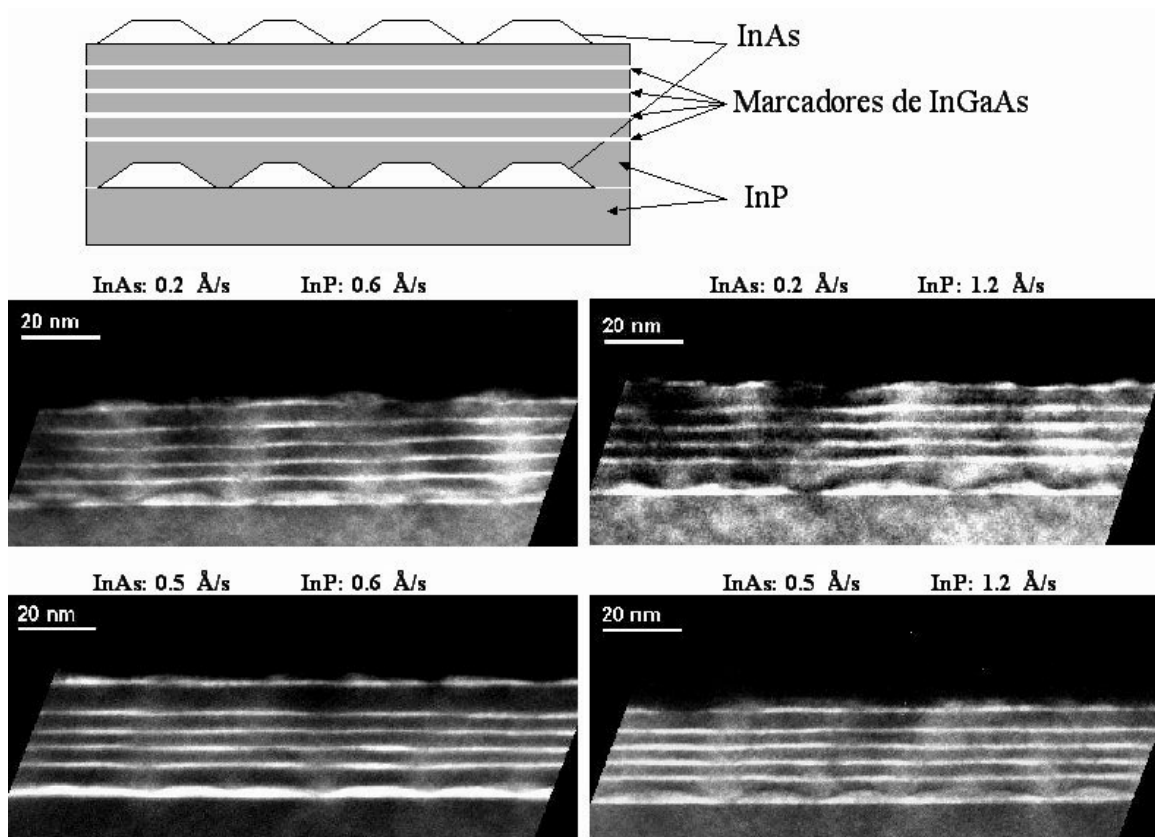 InAs
Marcadores de InGaAs
InP
InAs: 0.2 Å/s InP: 0.6 Å/s
InAs: 0.2 Å/s InP: 1.2 Å/s
20 nm
20 nm
InAs: 0.5 Å/s InP: 0.6 Å/s
InAs: 0.5 Å/s InP: 1.2 Å/s
20 nm
20 nm